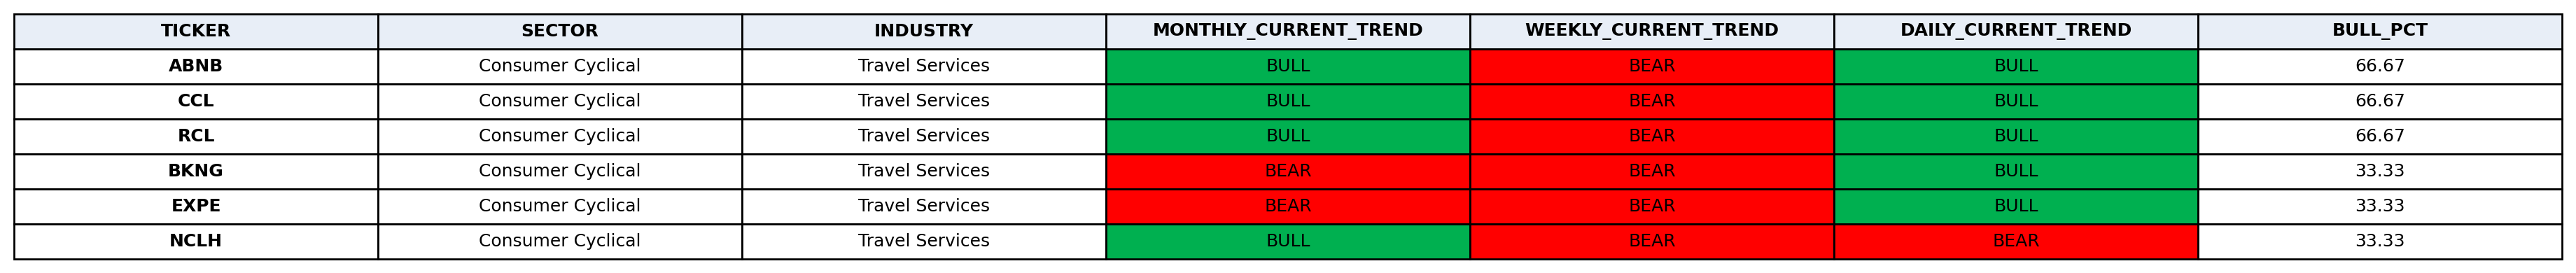 TICKER SECTOR INDUSTRY MONTHLY_CURRENT_TREND WEEKLY_CURRENT_TREND DAILY_CURRENT_TREND BULL_PCT
ABNB Consumer Cyclical Travel Services BULL BEAR BULL 66.67
CCL Consumer Cyclical Travel Services BULL BEAR BULL 66.67
RCL Consumer Cyclical Travel Services BULL BEAR BULL 66.67
BKNG Consumer Cyclical Travel Services BEAR BEAR BULL 33.33
EXPE Consumer Cyclical Travel Services BEAR BEAR BULL 33.33
NCLH Consumer Cyclical Travel Services BULL BEAR BEAR 33.33